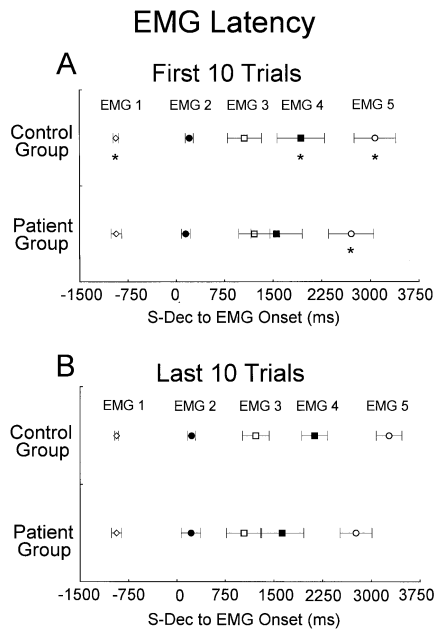 EMG Latency
A
First 10 Trials
EMG 1 EMG 2 EMG 3 EMG 4 EMG 5
Control Group
* * *
Patient Group
*
-1500 -750 0 750 1500 2250 3000 3750
S-Dec to EMG Onset (ms)
B
Last 10 Trials
EMG 1 EMG 2 EMG 3 EMG 4 EMG 5
Control Group
Patient Group
-1500 -750 0 750 1500 2250 3000 3750
S-Dec to EMG Onset (ms)